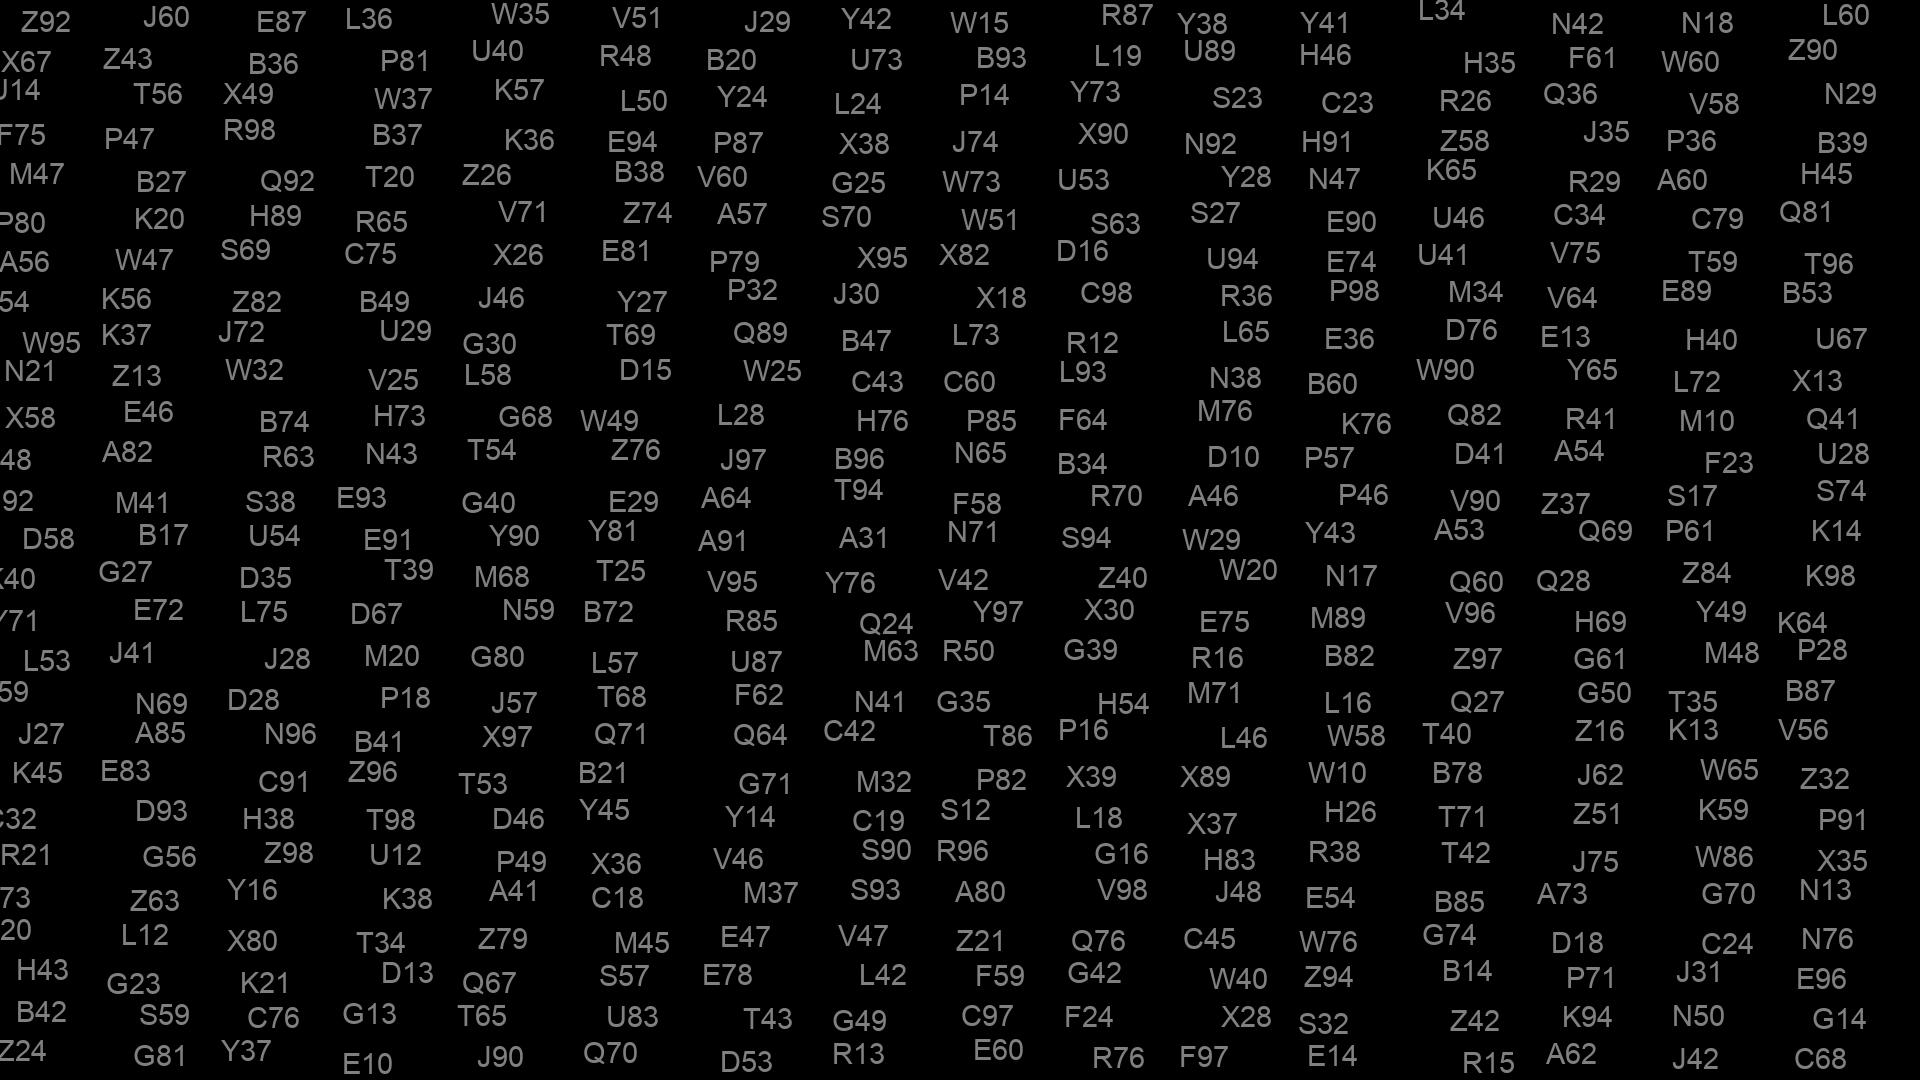 Z92 J60 E87 L36 W35 V51 J29 Y42 W15 R87 Y38 Y41 L34 N42 N18 L60
X67 Z43 B36 P81 U40 R48 B20 U73 B93 L19 U89 H46 H35 F61 W60 Z90
J14 T56 X49 W37 K57 L50 Y24 L24 P14 Y73 S23 C23 R26 Q36 V58 N29
F75 P47 R98 B37 K36 E94 P87 X38 J74 X90 N92 H91 Z58 J35 P36 B39
M47 B27 Q92 T20 Z26 B38 V60 G25 W73 U53 Y28 N47 K65 R29 A60 H45
P80 K20 H89 R65 V71 Z74 A57 S70 W51 S63 S27 E90 U46 C34 C79 Q81
A56 W47 S69 C75 X26 E81 P79 X95 X82 D16 U94 E74 U41 V75 T59 T96
54 K56 Z82 B49 J46 Y27 P32 J30 X18 C98 R36 P98 M34 V64 E89 B53
W95 K37 J72 U29 G30 T69 Q89 B47 L73 R12 L65 E36 D76 E13 H40 U67
N21 Z13 W32 V25 L58 D15 W25 C43 C60 L93 N38 B60 W90 Y65 L72 X13
X58 E46 B74 H73 G68 W49 L28 H76 P85 F64 M76 K76 Q82 R41 M10 Q41
48 A82 R63 N43 T54 Z76 J97 B96 N65 B34 D10 P57 D41 A54 F23 U28
92 M41 S38 E93 G40 E29 A64 T94 F58 R70 A46 P46 V90 Z37 S17 S74
D58 B17 U54 E91 Y90 Y81 A91 A31 N71 S94 W29 Y43 A53 Q69 P61 K14
K40 G27 D35 T39 M68 T25 V95 Y76 V42 Z40 W20 N17 Q60 Q28 Z84 K98
Y71 E72 L75 D67 N59 B72 R85 Q24 Y97 X30 E75 M89 V96 H69 Y49 K64
L53 J41 J28 M20 G80 L57 U87 M63 R50 G39 R16 B82 Z97 G61 M48 P28
59 N69 D28 P18 J57 T68 F62 N41 G35 H54 M71 L16 Q27 G50 T35 B87
J27 A85 N96 B41 X97 Q71 Q64 C42 T86 P16 L46 W58 T40 Z16 K13 V56
K45 E83 C91 Z96 T53 B21 G71 M32 P82 X39 X89 W10 B78 J62 W65 Z32
C32 D93 H38 T98 D46 Y45 Y14 C19 S12 L18 X37 H26 T71 Z51 K59 P91
R21 G56 Z98 U12 P49 X36 V46 S90 R96 G16 H83 R38 T42 J75 W86 X35
73 Z63 Y16 K38 A41 C18 M37 S93 A80 V98 J48 E54 B85 A73 G70 N13
20 L12 X80 T34 Z79 M45 E47 V47 Z21 Q76 C45 W76 G74 D18 C24 N76
H43 G23 K21 D13 Q67 S57 E78 L42 F59 G42 W40 Z94 B14 P71 J31 E96
B42 S59 C76 G13 T65 U83 T43 G49 C97 F24 X28 S32 Z42 K94 N50 G14
Z24 G81 Y37 E10 J90 Q70 D53 R13 E60 R76 F97 E14 R15 A62 J42 C68